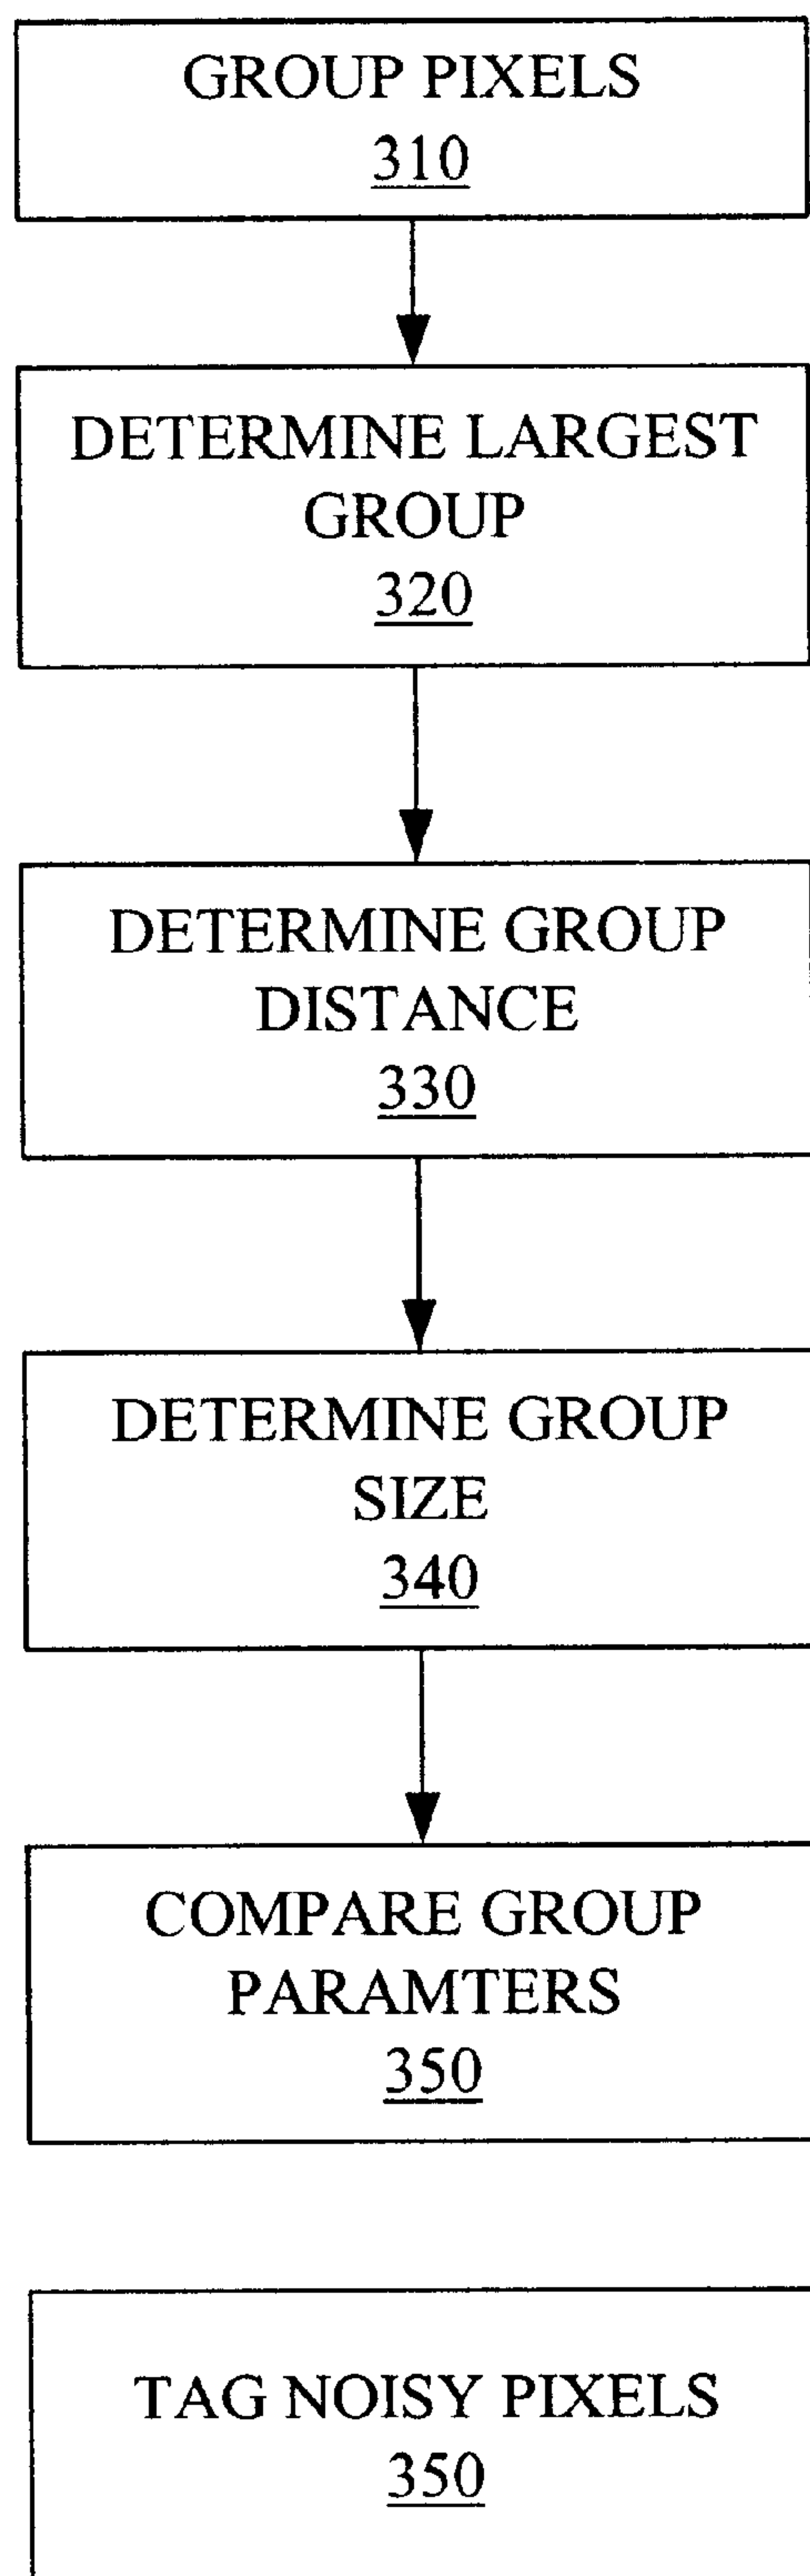 GROUP PIXELS
310
DETERMINE LARGEST
GROUP
320
DETERMINE GROUP
DISTANCE
330
DETERMINE GROUP
SIZE
340
COMPARE GROUP
PARAMTERS
350
TAG NOISY PIXELS
350